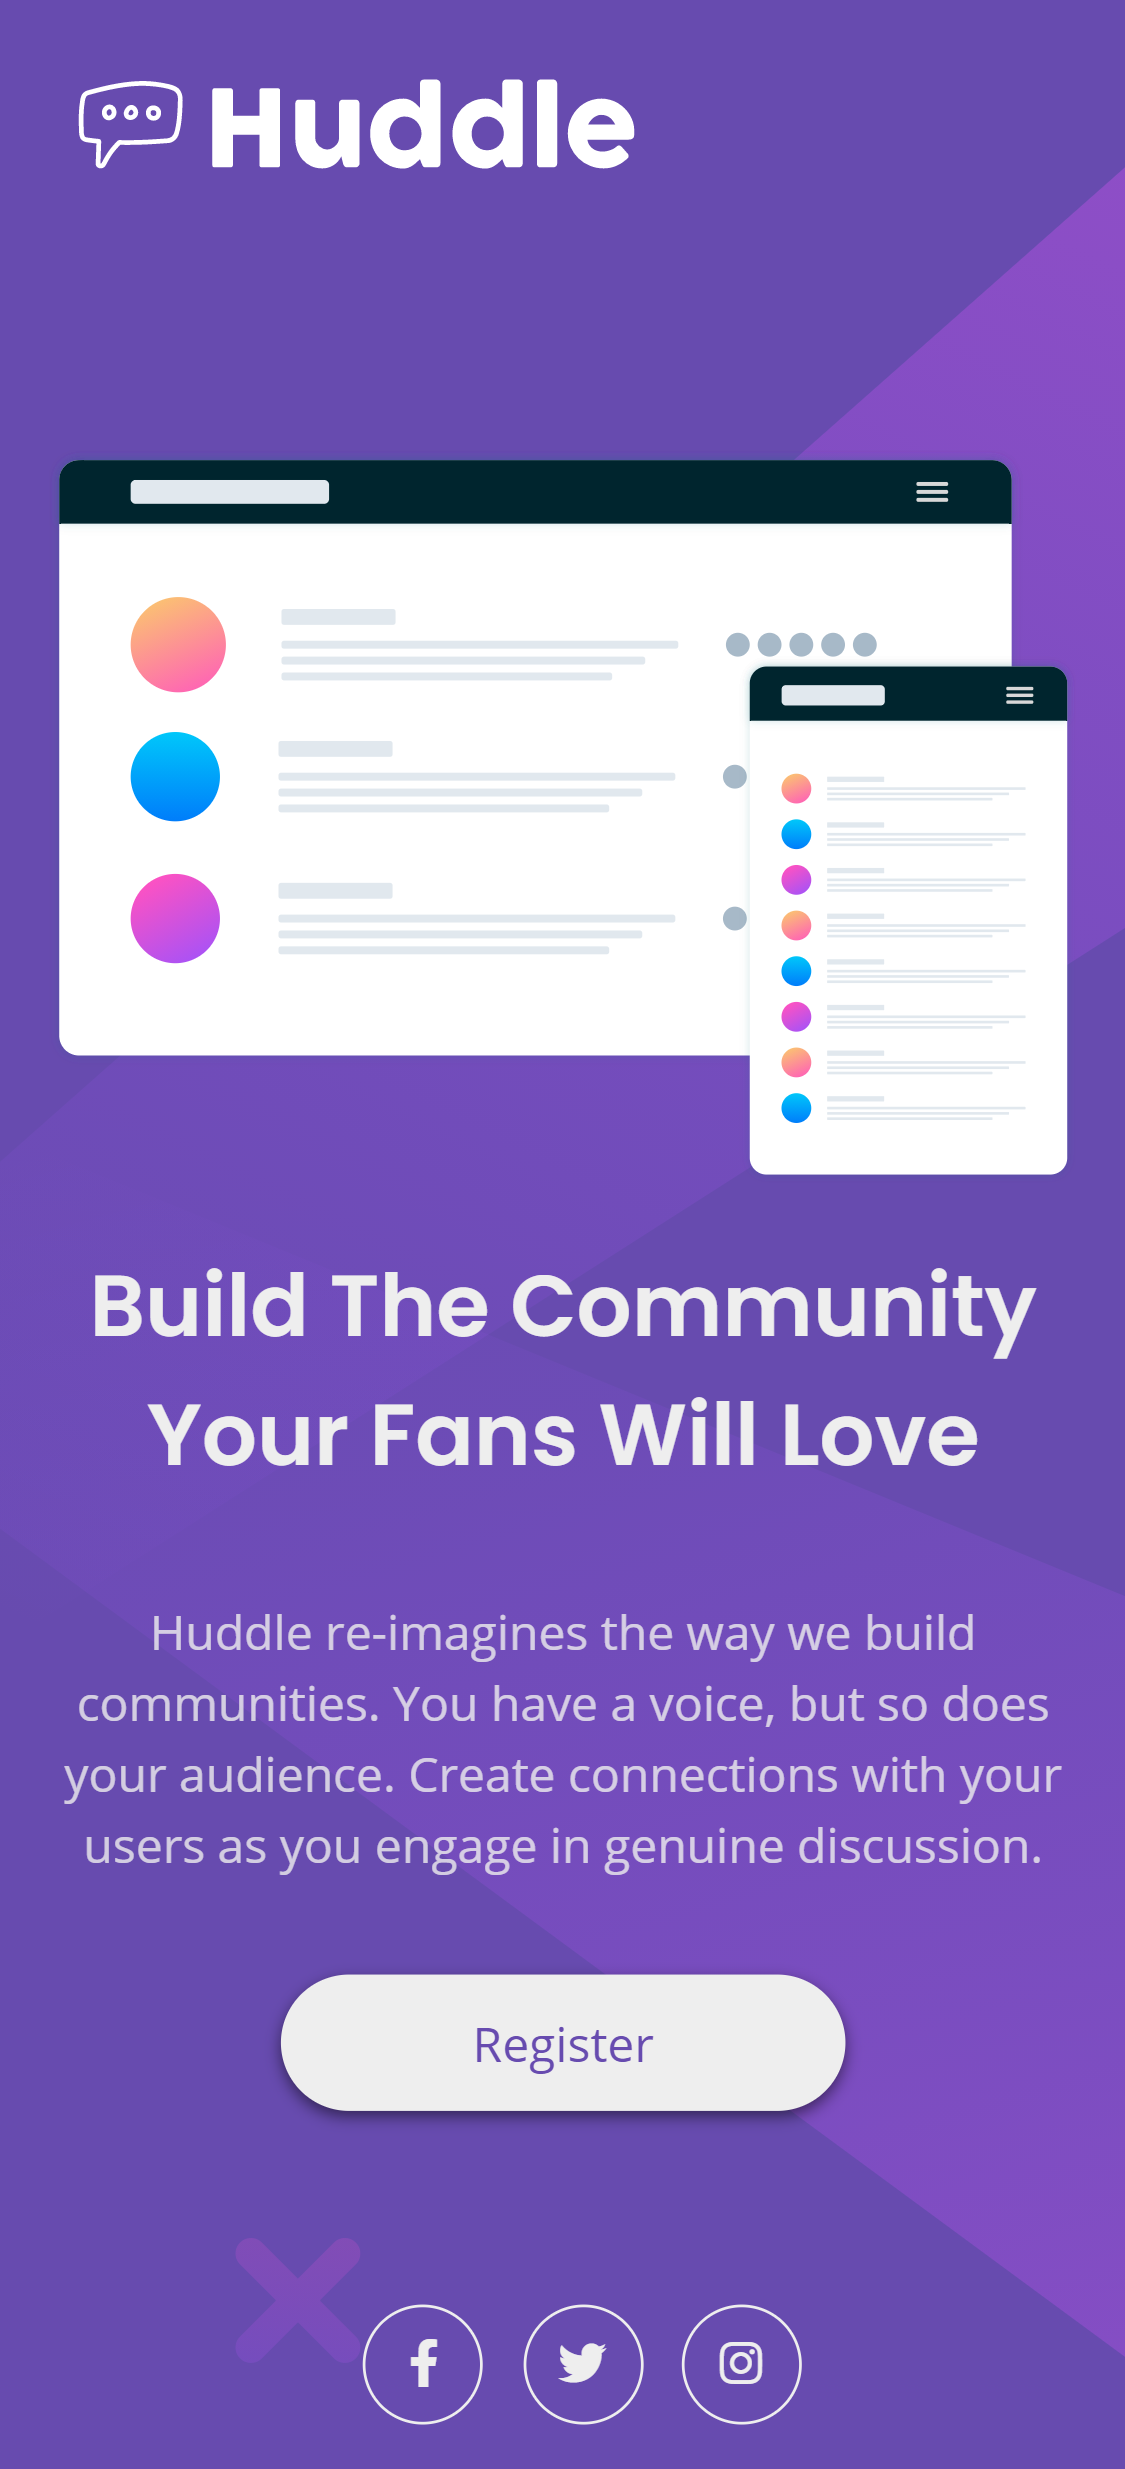 Huddle
Build The Community
Your Fans Will Love
Huddle re-imagines the way we build
communities. You have a voice, but so does
your audience. Create connections with your
users as you engage in genuine discussion.
Register